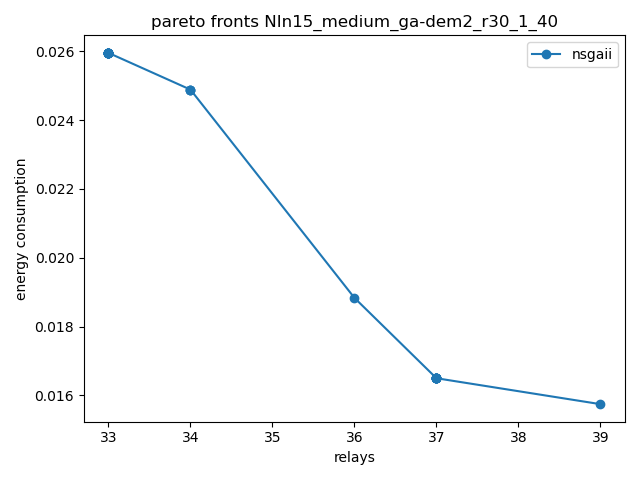 pareto fronts NIn15_medium_ga-dem2_r30_1_40
nsgaii
0.026
0.024
0.022
0.020
0.018
0.016
energy consumption
33 34 35 36 37 38 39
relays